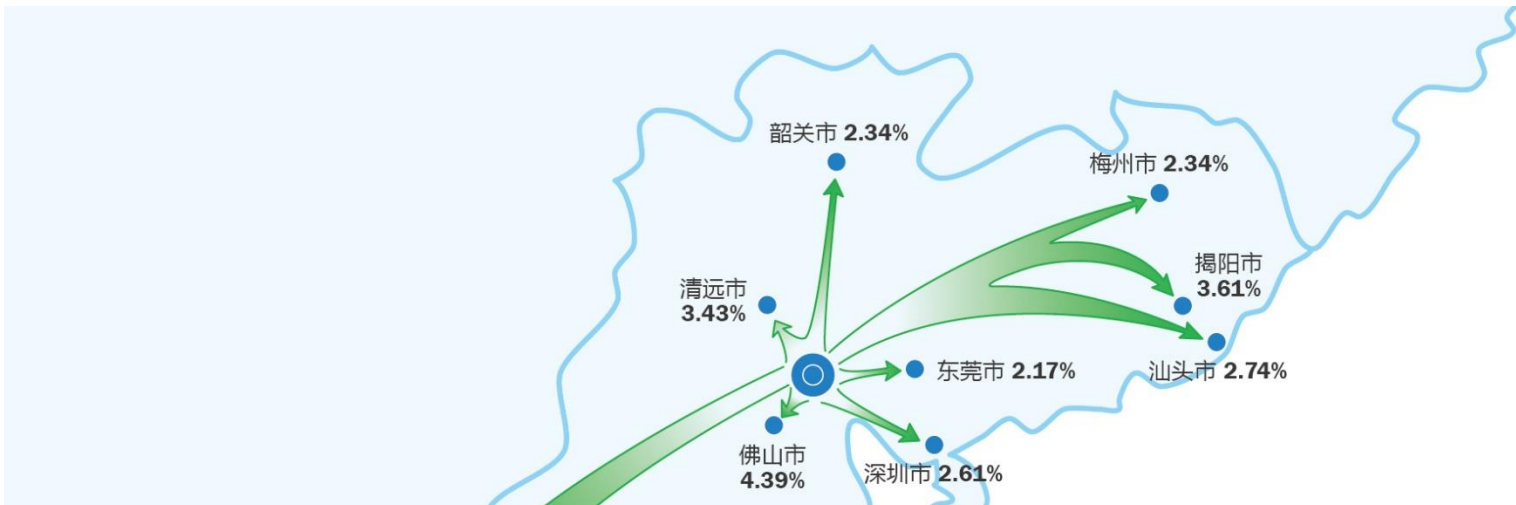 韶关市 2.34%
梅州市 2.34%
揭阳市
3.61%
清远市
3.43%
东莞市 2.17%
汕头市 2.74%
佛山市
4.39%
深圳市 2.61%